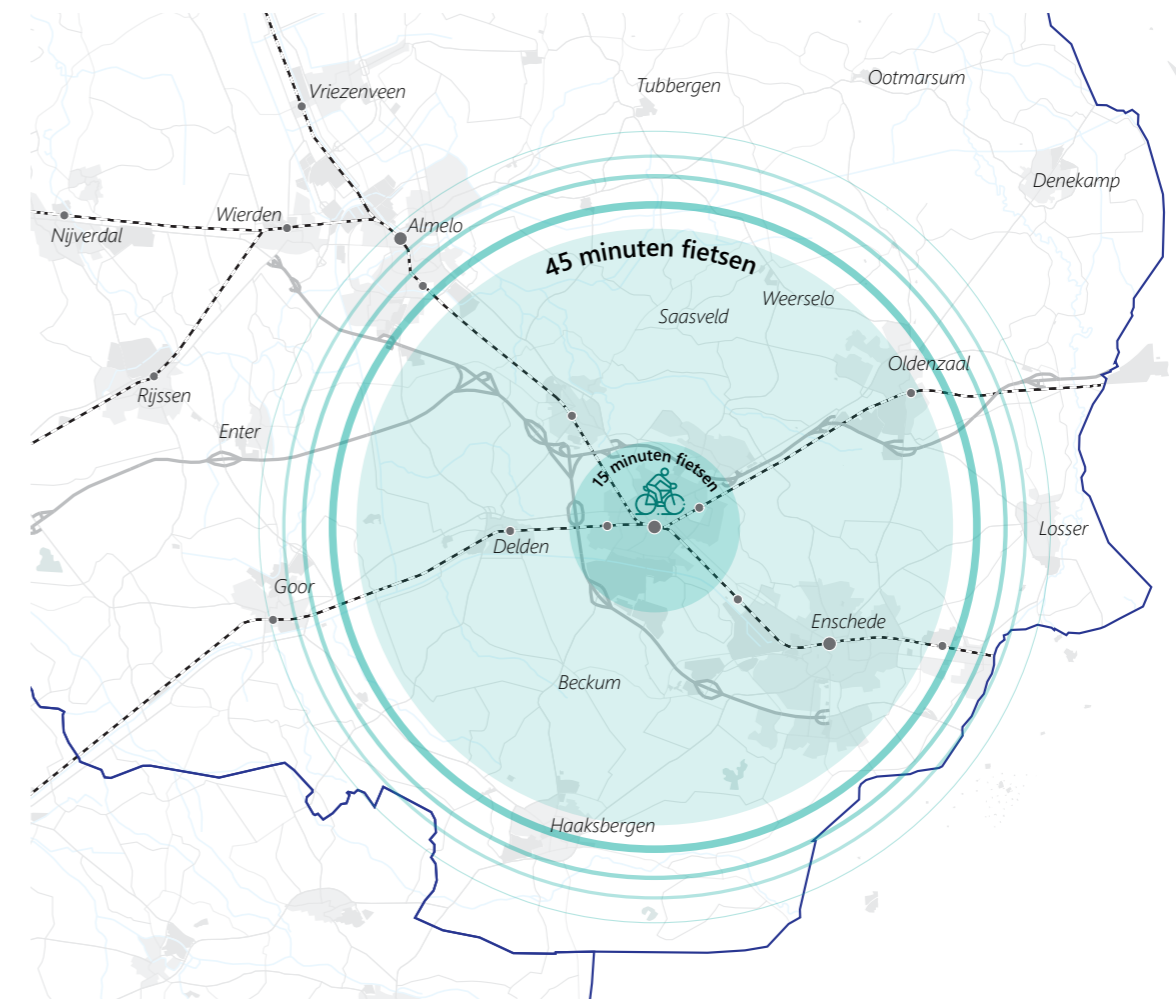 Ootmarsum
Tubbergen
Vriezenveen
Denekamp
Wierden
Almelo
Nijverdal
45 minuten fietsen
Weerselo
Saasveld
Oldenzaal
Rijssen
Enter
15 minuten fietsen
Losser
Delden
Goor
Enschede
Beckum
Haaksbergen